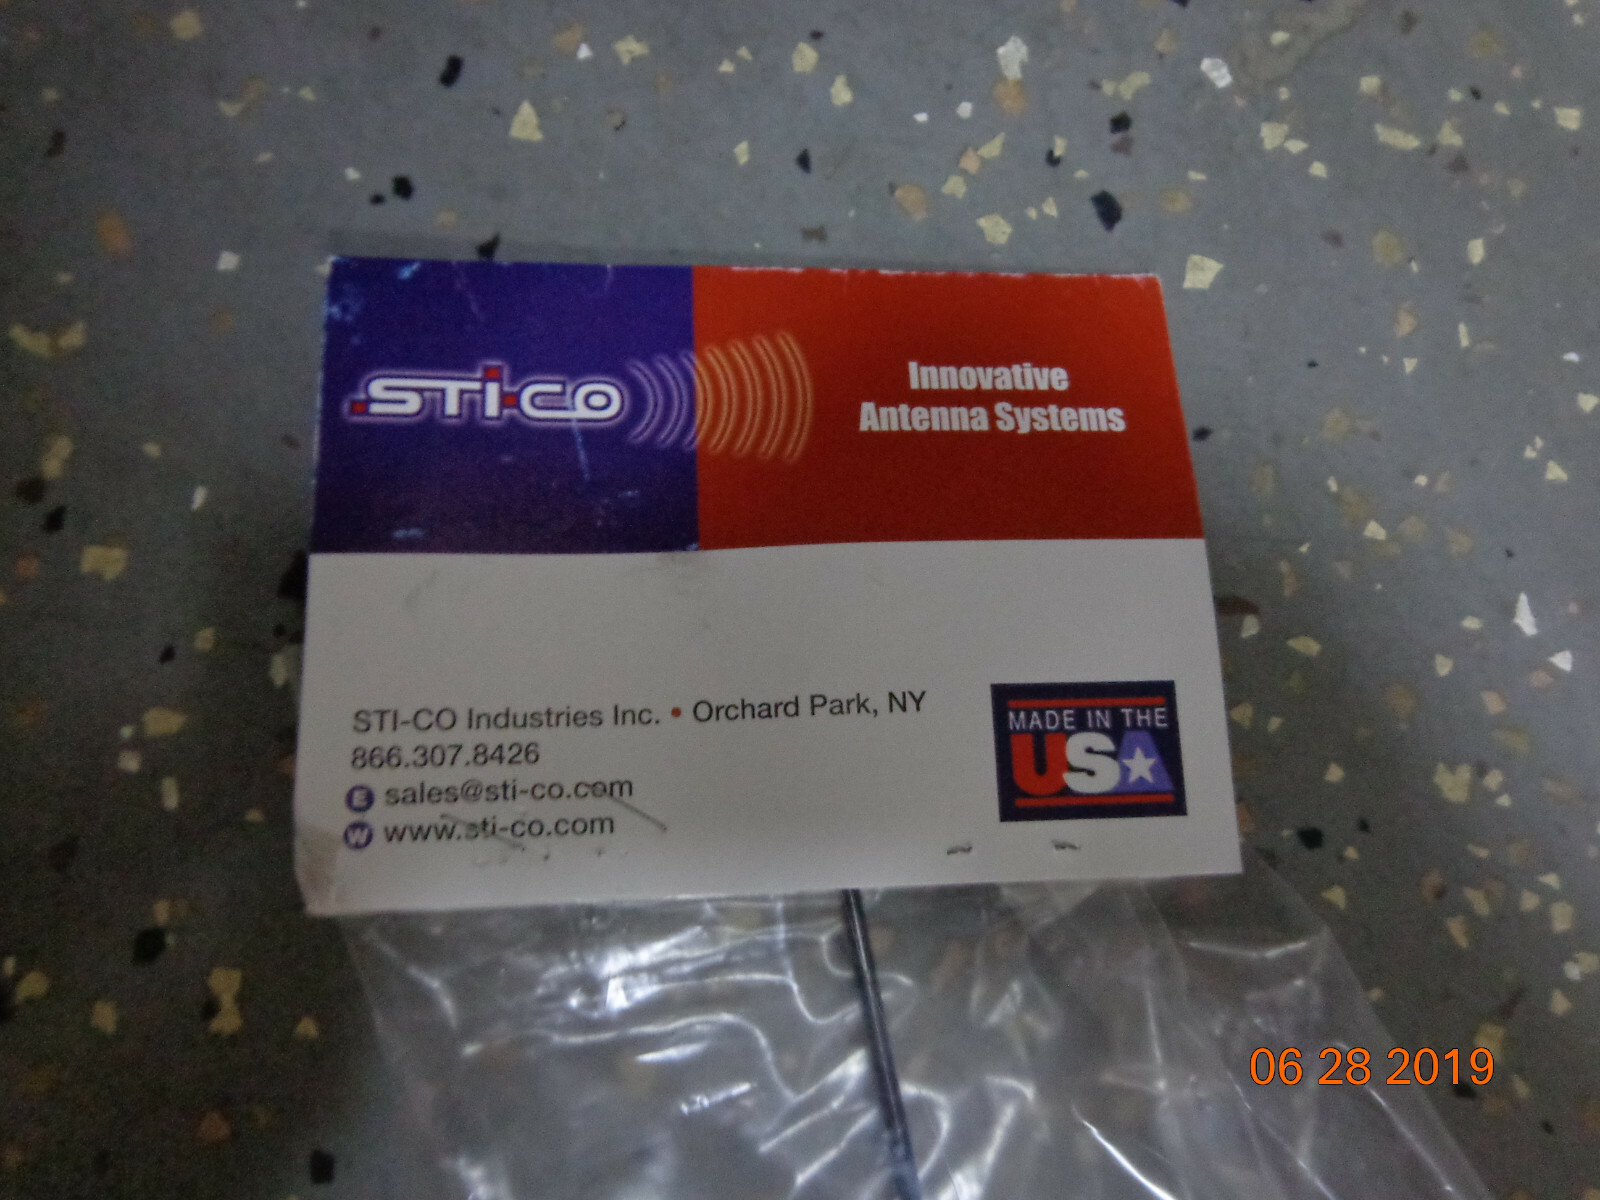 STI-CO
Innovative
Antenna Systems
STI-CO Industries Inc. • Orchard Park, NY
866.307.8426
E sales@sti-co.com
W www.sti-co.com
MADE IN THE
USA
06 28 2019